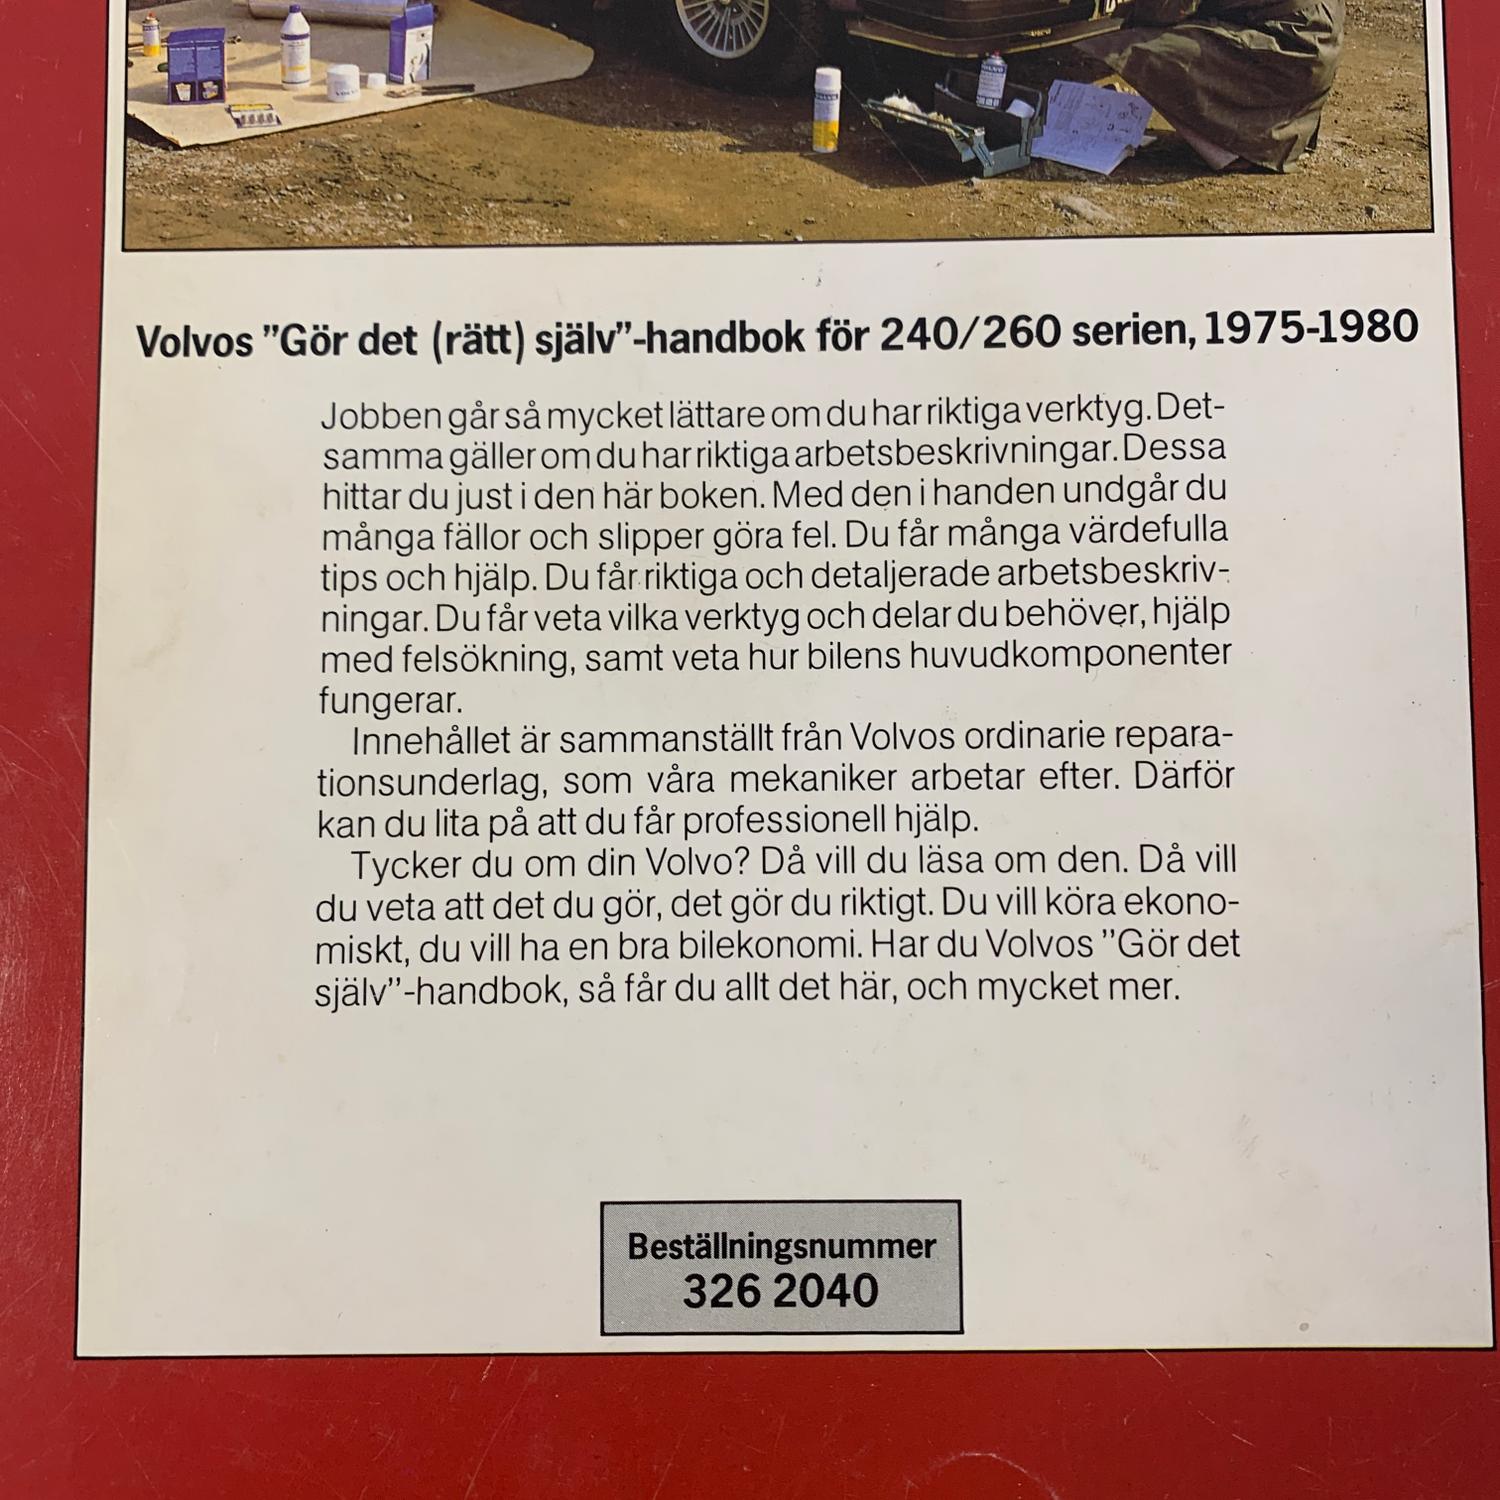 Volvos ”Gör det (rätt) själv”-handbok för 240/260 serien, 1975-1980
Jobben går så mycket lättare om du har riktiga verktyg. Det-
samma gäller om du har riktiga arbetsbeskrivningar. Dessa
hittar du just i den här boken. Med den i handen undgår du
många fällor och slipper göra fel. Du får många värdefulla
tips och hjälp. Du får riktiga och detaljerade arbetsbeskriv-
ningar. Du får veta vilka verktyg och delar du behöver, hjälp
med felsökning, samt veta hur bilens huvudkomponenter
fungerar.
Innehållet är sammanställt från Volvos ordinarie repara-
tionsunderlag, som våra mekaniker arbetar efter. Därför
kan du lita på att du får professionell hjälp.
Tycker du om din Volvo? Då vill du läsa om den. Då vill
du veta att det du gör, det gör du riktigt. Du vill köra ekono-
miskt, du vill ha en bra bilekonomi. Har du Volvos ”Gör det
själv”-handbok, så får du allt det här, och mycket mer.
Beställningsnummer
326 2040